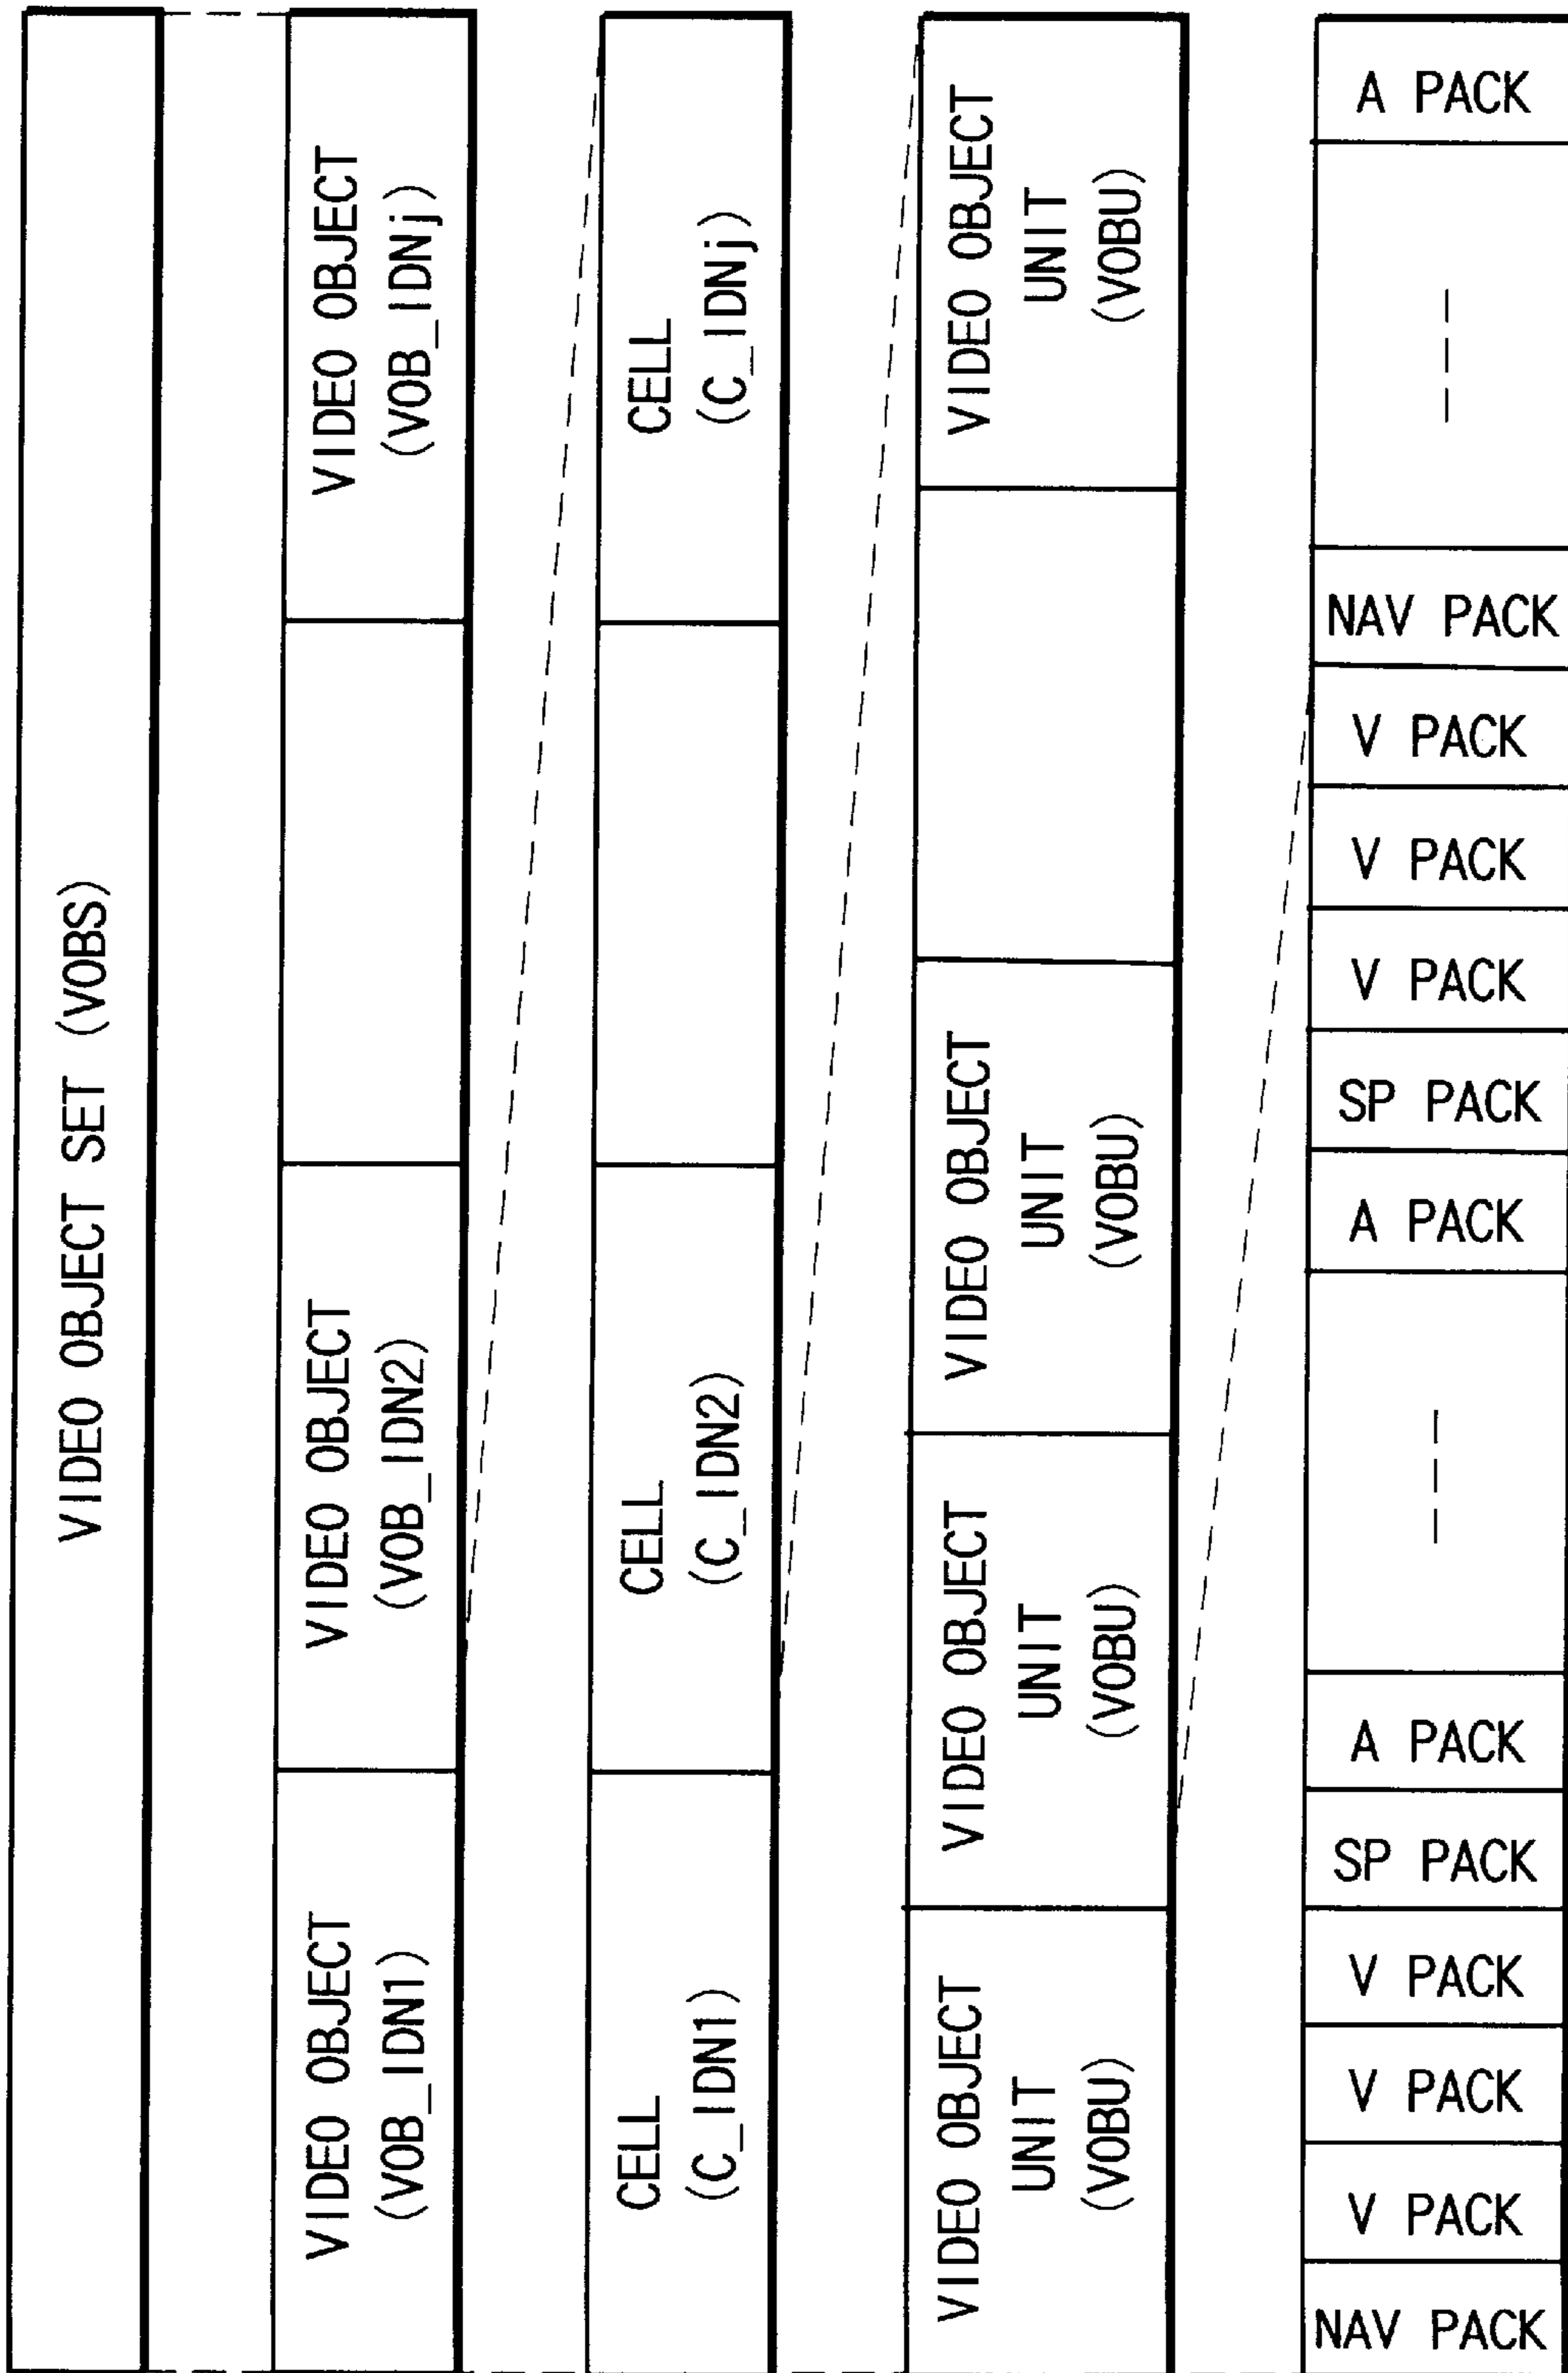 VIDEO OBJECT SET (VOBS)
VIDEO OBJECT
(VOB_IDN1)
VIDEO OBJECT
(VOB_IDN2)
VIDEO OBJECT
(VOB_IDNj)
CELL
(C_IDN1)
CELL
(C_IDN2)
CELL
(C_IDNj)
VIDEO OBJECT
UNIT
(VOBU)
VIDEO OBJECT
UNIT
(VOBU)
VIDEO OBJECT
UNIT
(VOBU)
VIDEO OBJECT
UNIT
(VOBU)
NAV PACK
V PACK
V PACK
V PACK
SP PACK
A PACK
A PACK
SP PACK
V PACK
V PACK
V PACK
NAV PACK
A PACK